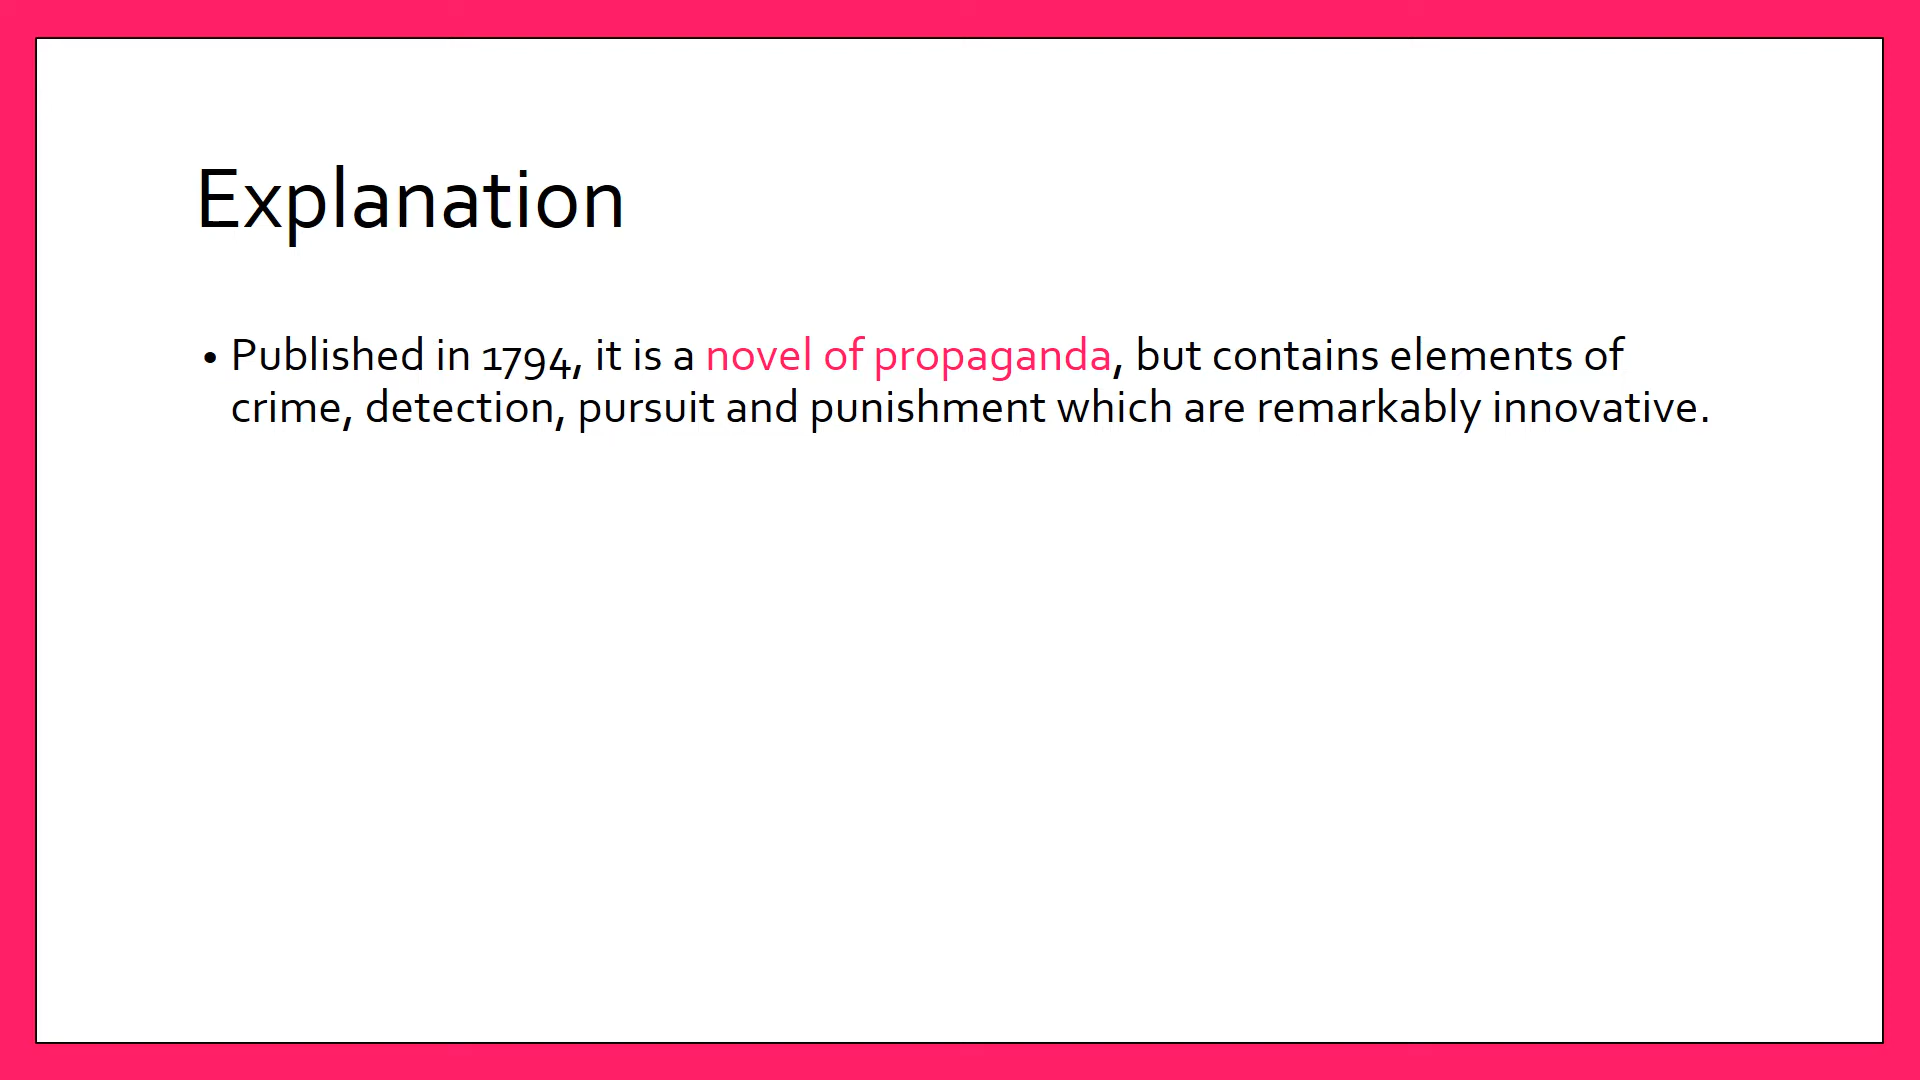 Explanation
• Published in 1794, it is a novel of propaganda, but contains elements of
crime, detection, pursuit and punishment which are remarkably innovative.